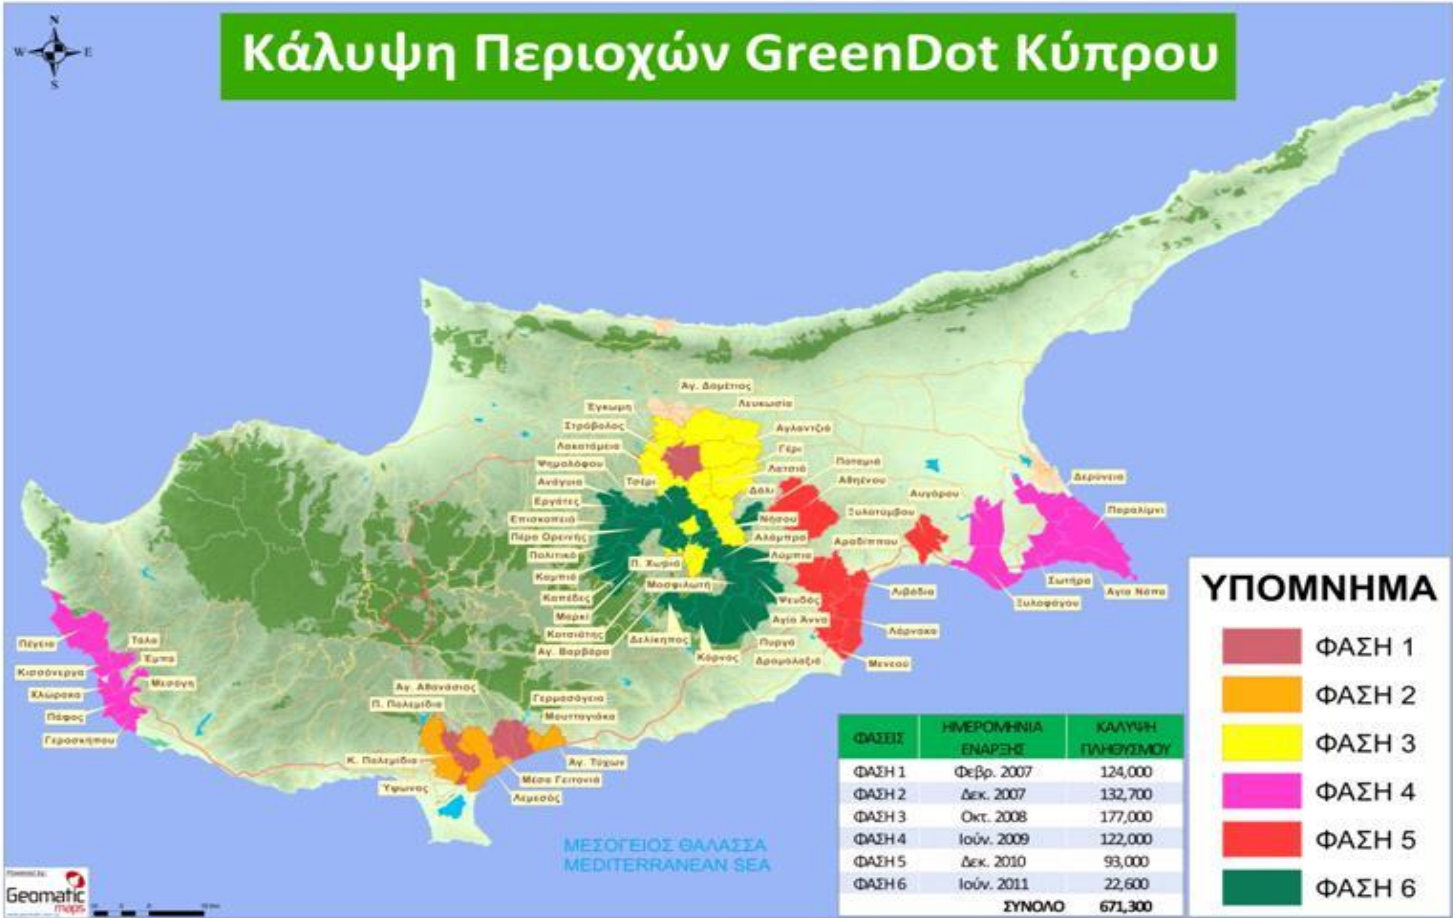 Κάλυψη Περιοχών GreenDot Κύπρου
N
W E
S
Αγ. Δομέτιος
Έγκωμη
Λευκωσία
Στρόβολος
Αγλαντζιά
Λακατάμεια
Γέρι
Ψημολόφου
Λατσιά
Ποταμιά
Ανάγυια
Τσέρι
Αθηένου
Δερύνεια
Εργάτες
Δάλι
Αυγόρου
Επισκοπειό
Νήσου
Ξυλοτύμβου
Παραλίμνι
Πέρα Ορεινής
Αλάμπρα
Αραδίππου
Πολιτικό
Λύμπια
Π. Χωριό
Καμπιά
Μοσφιλωτή
Σωτήρα
Καπέδες
Ψευδάς
Λιβάδια
Αγία Νάπα
Μαρκί
Αγία Άννα
Ξυλοφάγου
Κοτσιάτης
Δελίκηπος
Πυργά
Λάρνακα
Αγ. Βαρβάρα
Κόρνος
Δρομολαξιά
Μενεού
Πέγεια
Τάλα
Έμπα
Κισσόνεργα
Μεσόγη
Χλώρακα
Πάφος
Γεροσκήπου
Αγ. Αθανάσιος
Γερμασόγεια
Π. Πολεμίδια
Μουτταγιάκα
Κ. Πολεμίδια
Αγ. Τύχων
Μέσα Γειτονιά
Ύψωνας
Λεμεσός
ΜΕΣΟΓΕΙΟΣ ΘΑΛΑΣΣΑ
MEDITERRANEAN SEA
ΦΑΣΕΙΣ ΗΜΕΡΟΜΗΝΙΑ ΕΝΑΡΞΗΣ ΚΑΛΥΨΗ ΠΛΗΘΥΣΜΟΥ
ΦΑΣΗ 1 Φεβρ. 2007 124,000
ΦΑΣΗ 2 Δεκ. 2007 132,700
ΦΑΣΗ 3 Οκτ. 2008 177,000
ΦΑΣΗ 4 Ιούν. 2009 122,000
ΦΑΣΗ 5 Δεκ. 2010 93,000
ΦΑΣΗ 6 Ιούν. 2011 22,600
ΣΥΝΟΛΟ 671,300
ΥΠΟΜΝΗΜΑ
ΦΑΣΗ 1
ΦΑΣΗ 2
ΦΑΣΗ 3
ΦΑΣΗ 4
ΦΑΣΗ 5
ΦΑΣΗ 6
Powered by:
Geomatic
maps